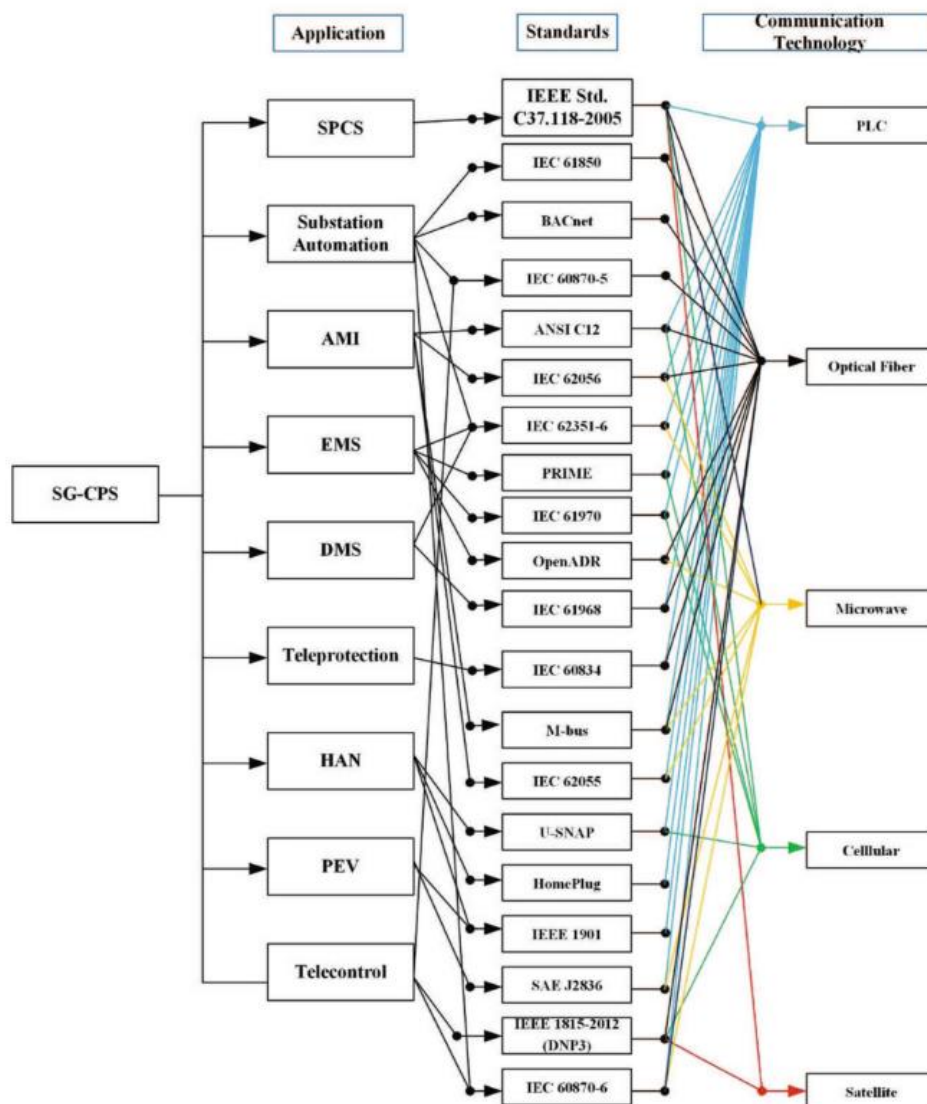 Application
Standards
Communication
Technology
SG-CPS
SPCS
Substation
Automation
AMI
EMS
DMS
Teleprotection
HAN
PEV
Telecontrol
IEEE Std.
C37.118-2005
IEC 61850
BACnet
IEC 60870-5
ANSI C12
IEC 62056
IEC 62351-6
PRIME
IEC 61970
OpenADR
IEC 61968
IEC 60834
M-bus
IEC 62055
U-SNAP
HomePlug
IEEE 1901
SAE J2836
IEEE 1815-2012
(DNP3)
IEC 60870-6
PLC
Optical Fiber
Microwave
Celllular
Satellite